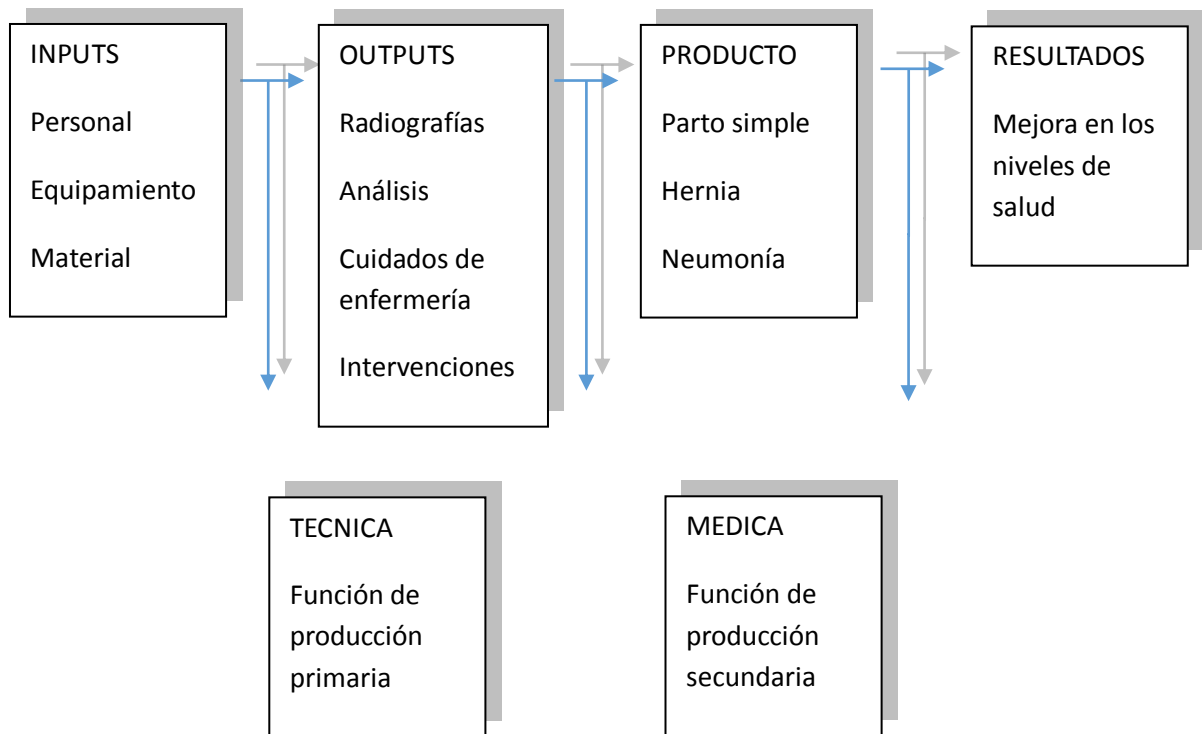 INPUTS
Personal
Equipamiento
Material
OUTPUTS
Radiografías
Análisis
Cuidados de
enfermería
Intervenciones
PRODUCTO
Parto simple
Hernia
Neumonía
RESULTADOS
Mejora en los
niveles de
salud
TECNICA
Función de
producción
primaria
MEDICA
Función de
producción
secundaria